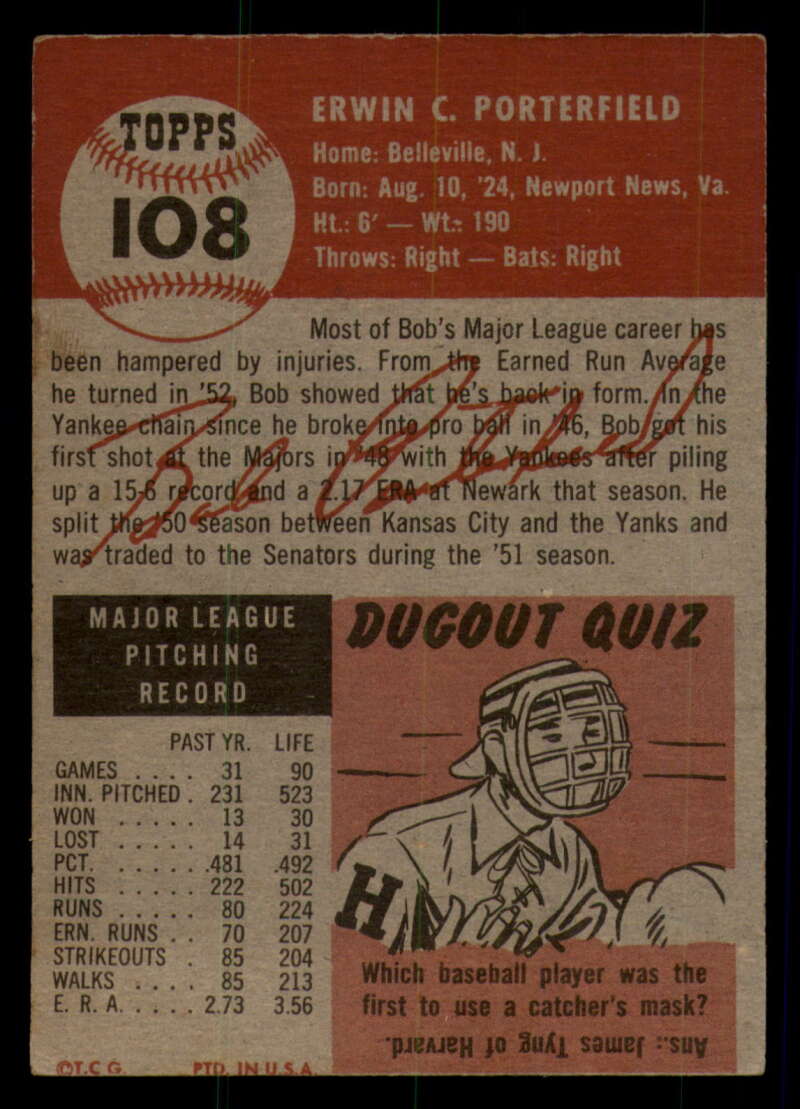 TOPPS
108
ERWIN C. PORTERFIELD
Home: Belleville, N. J.
Born: Aug. 10, '24, Newport News, Va.
Ht.: 6' — Wt.: 190
Throws: Right — Bats: Right
Most of Bob's Major League career has
been hampered by injuries. From the Earned Run Average
he turned in '52, Bob showed that he's back in form. In the
Yankee chain since he broke into pro ball in '46, Bob got his
first shot at the Majors in '48 with the Yankees after piling
up a 15-6 record and a 2.17 ERA at Newark that season. He
split the '50 season between Kansas City and the Yanks and
was traded to the Senators during the '51 season.
MAJOR LEAGUE
PITCHING
RECORD
PAST YR. LIFE
GAMES . . . . 31 90
INN. PITCHED . 231 523
WON . . . . . 13 30
LOST . . . . . 14 31
PCT. . . . . . .481 .492
HITS . . . . . 222 502
RUNS . . . . . 80 224
ERN. RUNS . . 70 207
STRIKEOUTS . 85 204
WALKS . . . . 85 213
E. R. A. . . . . 2.73 3.56
DUGOUT QUIZ
H
Which baseball player was the
first to use a catcher's mask?
Ans.: James Tyng of Harvard.
©T.C.G. PTD. IN U.S.A.